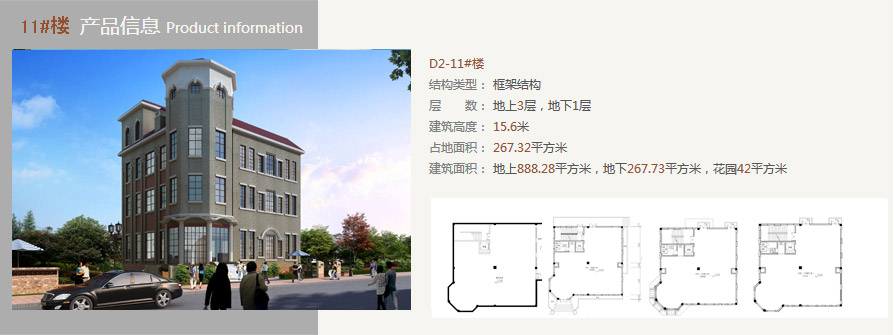 11#楼 产品信息 Product information
D2-11#楼
结构类型： 框架结构
层　　数： 地上3层，地下1层
建筑高度： 15.6米
占地面积： 267.32平方米
建筑面积： 地上888.28平方米，地下267.73平方米，花园42平方米